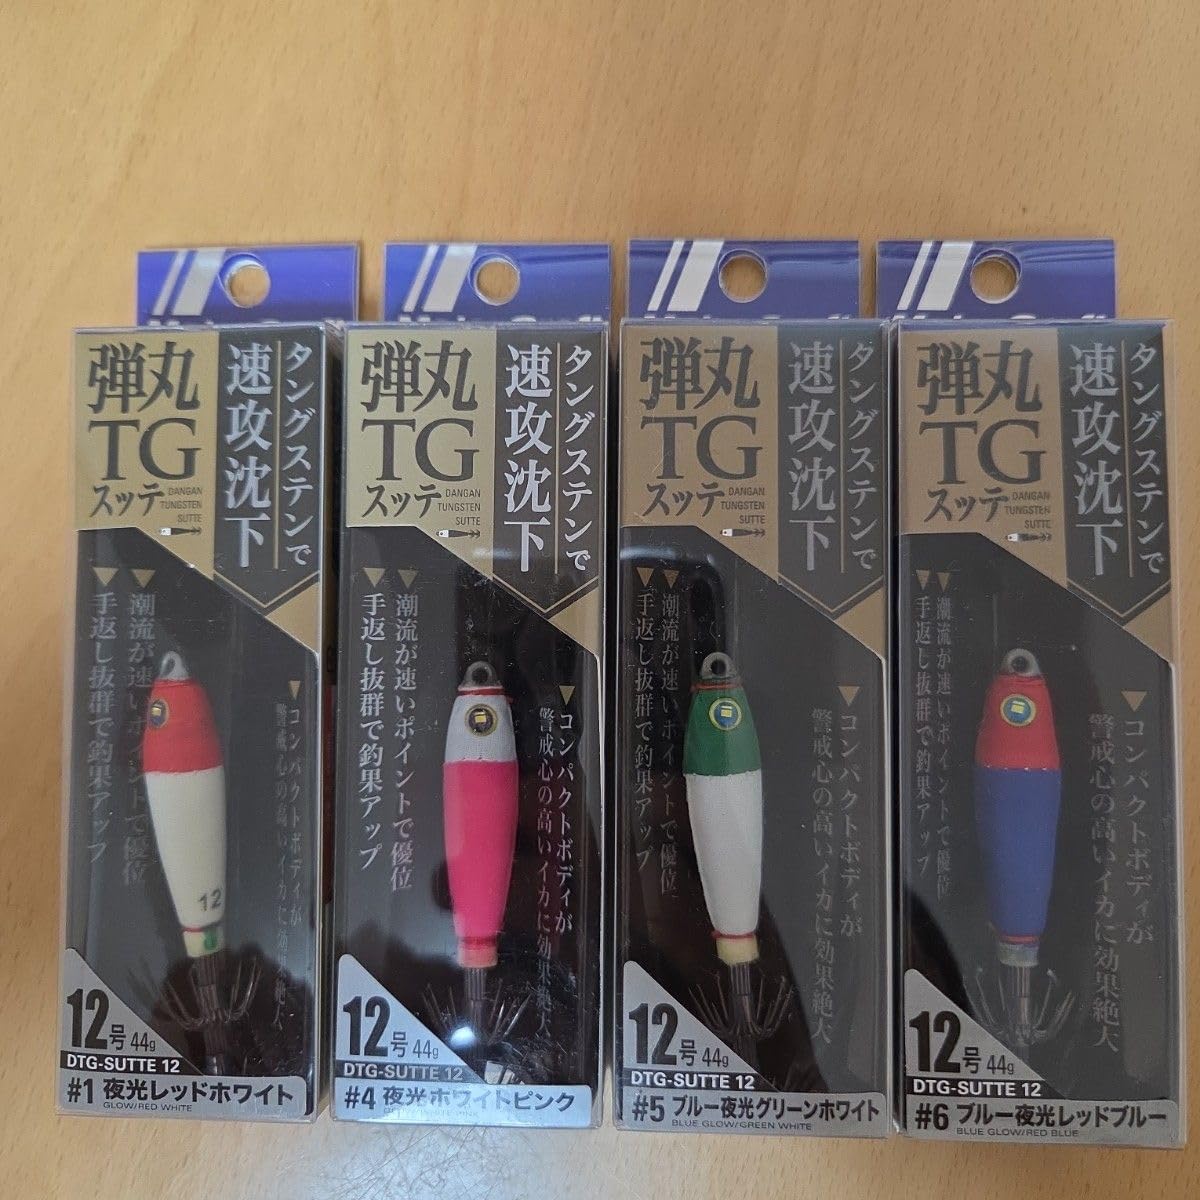 弾丸
TG
スッテ
DANGAN
TUNGSTEN
SUTTE
タングステンで
速攻沈下
潮流が速いポイントで優位
手返し抜群で釣果アップ
コンパクトボディが
警戒心の高いイカに効果絶大
12
12号 44g
DTG-SUTTE 12
#1 夜光レッドホワイト
GLOW/RED WHITE
弾丸
TG
スッテ
DANGAN
TUNGSTEN
SUTTE
タングステンで
速攻沈下
潮流が速いポイントで優位
手返し抜群で釣果アップ
コンパクトボディが
警戒心の高いイカに効果絶大
12号 44g
DTG-SUTTE 12
#4 夜光ホワイトピンク
弾丸
TG
スッテ
DANGAN
TUNGSTEN
SUTTE
タングステンで
速攻沈下
潮流が速いポイントで優位
手返し抜群で釣果アップ
コンパクトボディが
警戒心の高いイカに効果絶大
12号 44g
DTG-SUTTE 12
#5 ブルー夜光グリーンホワイト
BLUE GLOW/GREEN WHITE
弾丸
TG
スッテ
DANGAN
TUNGSTEN
SUTTE
タングステンで
速攻沈下
潮流が速いポイントで優位
手返し抜群で釣果アップ
コンパクトボディが
警戒心の高いイカに効果絶大
12号 44g
DTG-SUTTE 12
#6 ブルー夜光レッドブルー
BLUE GLOW/RED BLUE